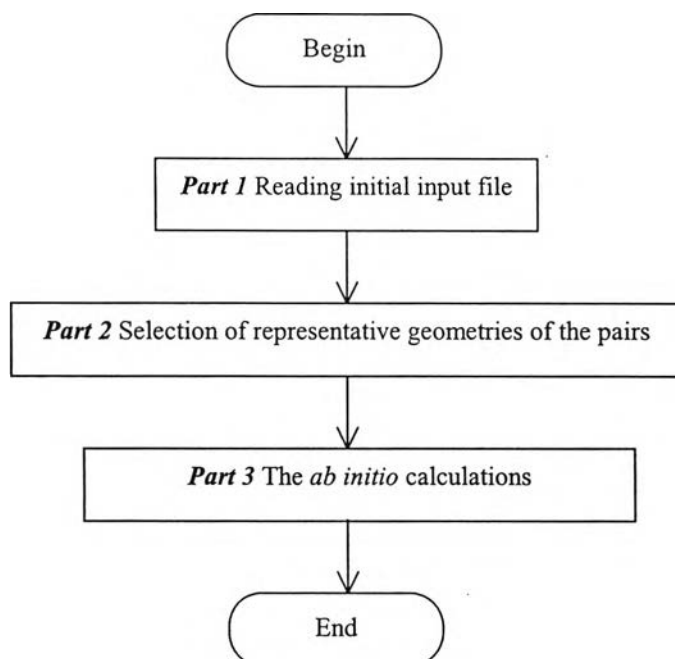 Begin
Part 1 Reading initial input file
Part 2 Selection of representative geometries of the pairs
Part 3 The ab initio calculations
End